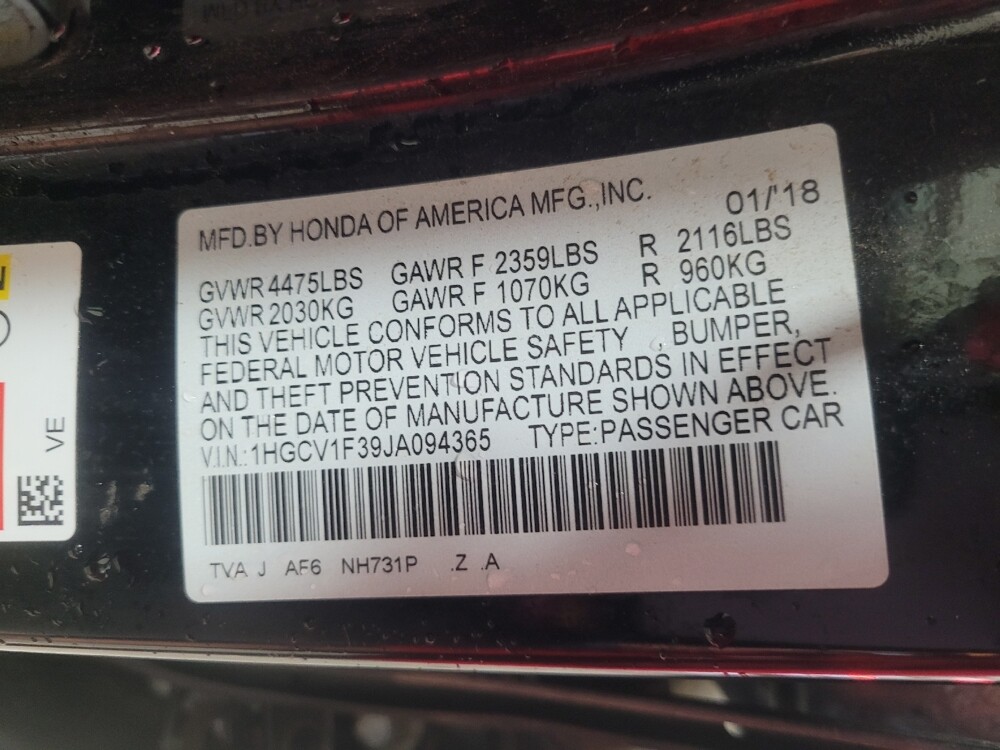 MFD.BY HONDA OF AMERICA MFG.,INC. 01/'18
GVWR 4475LBS GAWR F 2359LBS R 2116LBS
GVWR 2030KG GAWR F 1070KG R 960KG
THIS VEHICLE CONFORMS TO ALL APPLICABLE
FEDERAL MOTOR VEHICLE SAFETY BUMPER,
AND THEFT PREVENTION STANDARDS IN EFFECT
ON THE DATE OF MANUFACTURE SHOWN ABOVE.
V.I.N.:1HGCV1F39JA094365 TYPE:PASSENGER CAR
TVA J AF6 NH731P .Z .A
VE